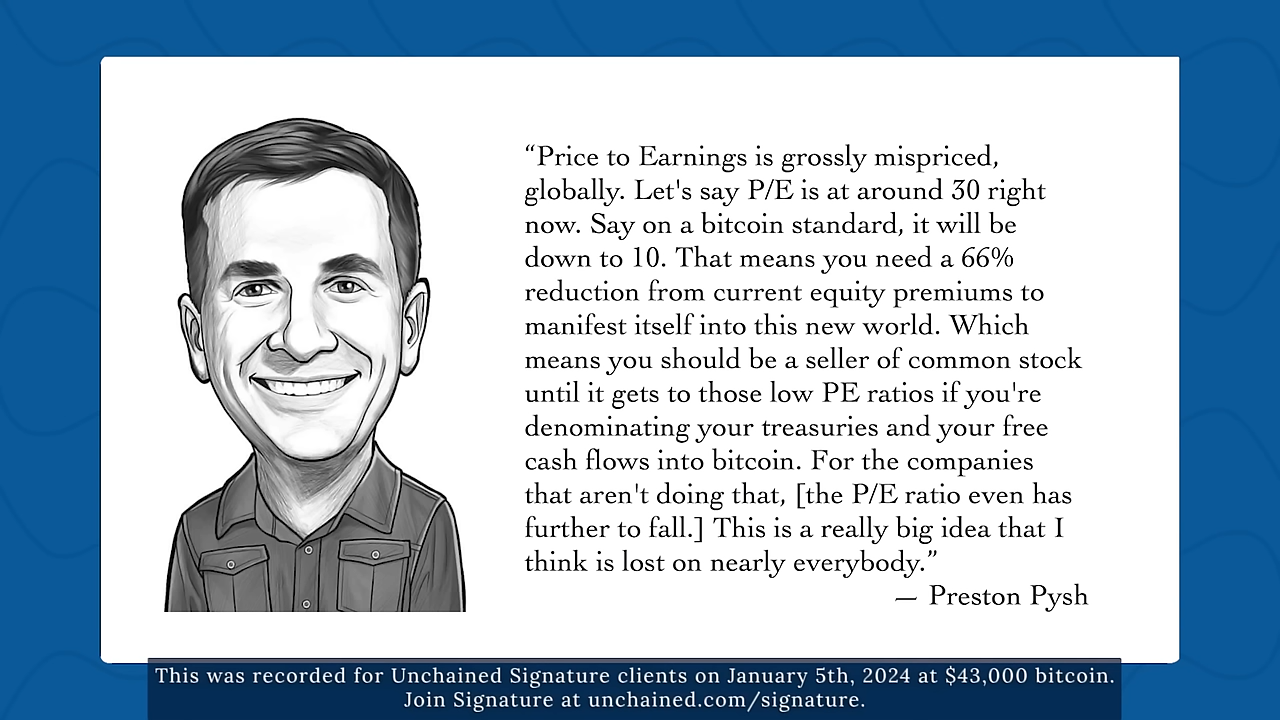 “Price to Earnings is grossly mispriced,
globally. Let's say P/E is at around 30 right
now. Say on a bitcoin standard, it will be
down to 10. That means you need a 66%
reduction from current equity premiums to
manifest itself into this new world. Which
means you should be a seller of common stock
until it gets to those low PE ratios if you're
denominating your treasuries and your free
cash flows into bitcoin. For the companies
that aren't doing that, [the P/E ratio even has
further to fall.] This is a really big idea that I
think is lost on nearly everybody.”
— Preston Pysh
This was recorded for Unchained Signature clients on January 5th, 2024 at $43,000 bitcoin.
Join Signature at unchained.com/signature.